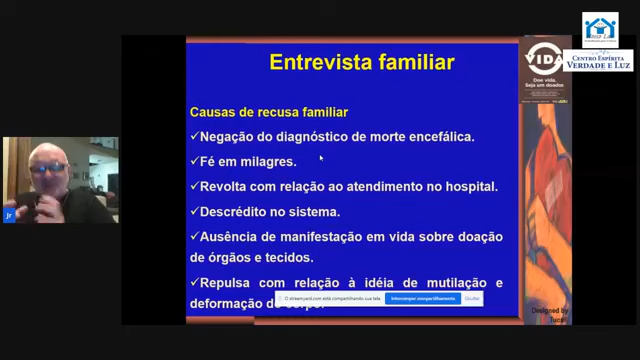 Entrevista familiar
Causas de recusa familiar
✓Negação do diagnóstico de morte encefálica.
✓Fé em milagres.
✓Revolta com relação ao atendimento no hospital.
✓Descrédito no sistema.
✓Ausência de manifestação em vida sobre doação
de órgãos e tecidos.
✓Repulsa com relação à idéia de mutilação e
deformação do corpo.
O streamyard.com está compartilhando sua tela.
Interromper compartilhamento
Ocultar
VIDA
Doe vida.
Seja um doador.
CENTRO ESPÍRITA
VERDADE E LUZ
Jr
Designed by